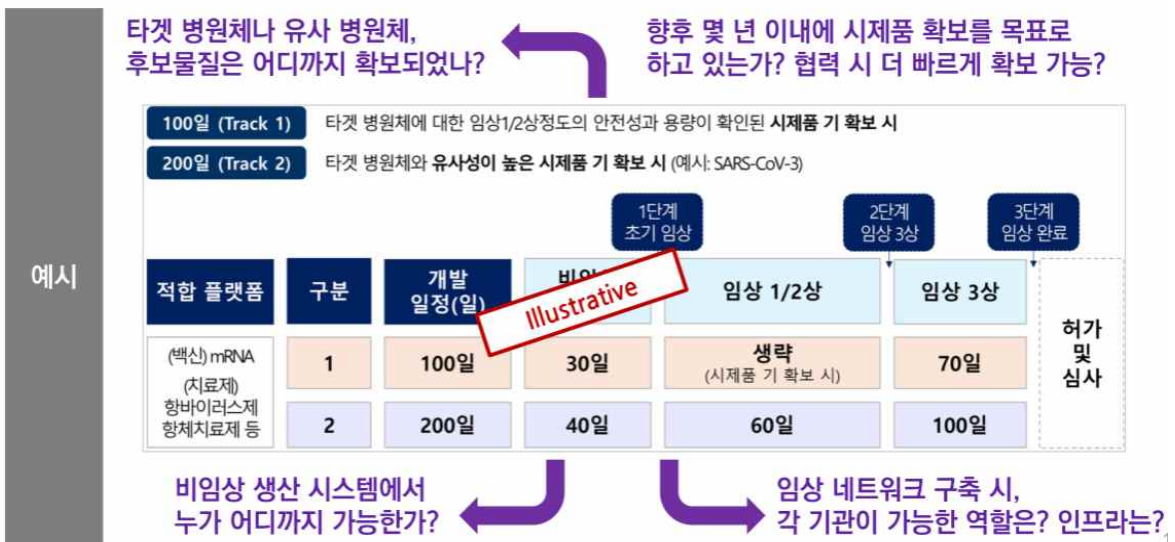 타겟 병원체나 유사 병원체,
후보물질은 어디까지 확보되었나?
향후 몇 년 이내에 시제품 확보를 목표로
하고 있는가? 협력 시 더 빠르게 확보 가능?
예시
100일 (Track 1)
타겟 병원체에 대한 임상1/2상정도의 안전성과 용량이 확인된 시제품 기 확보 시
200일 (Track 2)
타겟 병원체와 유사성이 높은 시제품 기 확보 시 (예시: SARS-CoV-3)
1단계
초기 임상
2단계
임상 3상
3단계
임상 완료
적합 플랫폼
구분
개발
일정(일)
Illustrative
임상 1/2상
임상 3상
허가
및
심사
(백신) mRNA
(치료제)
항바이러스제
항체치료제 등
1
100일
30일
생략
(시제품 기 확보 시)
70일
2
200일
40일
60일
100일
비임상 생산 시스템에서
누가 어디까지 가능한가?
임상 네트워크 구축 시,
각 기관이 가능한 역할은? 인프라는?